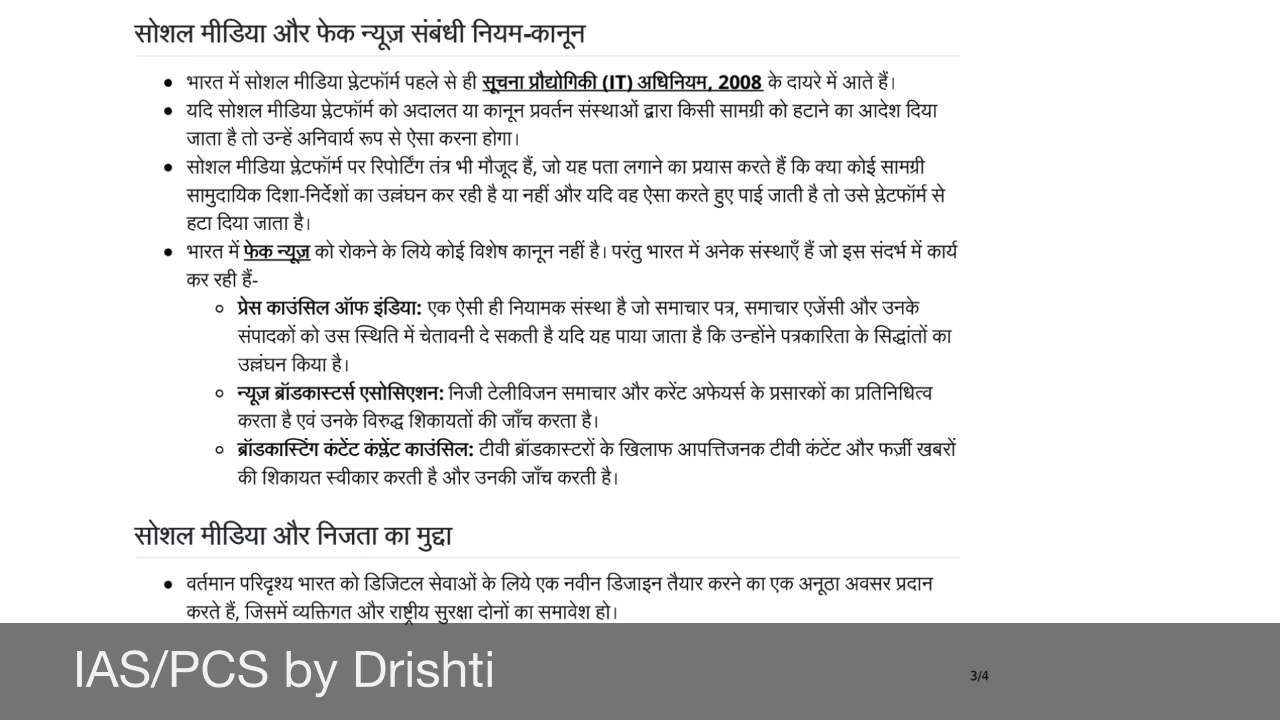 सोशल मीडिया और फेक न्यूज़ संबंधी नियम-कानून
भारत में सोशल मीडिया प्लेटफॉर्म पहले से ही सूचना प्रौद्योगिकी (IT) अधिनियम, 2008 के दायरे में आते हैं।
यदि सोशल मीडिया प्लेटफॉर्म को अदालत या कानून प्रवर्तन संस्थाओं द्वारा किसी सामग्री को हटाने का आदेश दिया
जाता है तो उन्हें अनिवार्य रूप से ऐसा करना होगा।
सोशल मीडिया प्लेटफॉर्म पर रिपोर्टिंग तंत्र भी मौजूद हैं, जो यह पता लगाने का प्रयास करते हैं कि क्या कोई सामग्री
सामुदायिक दिशा-निर्देशों का उल्लंघन कर रही है या नहीं और यदि वह ऐसा करते हुए पाई जाती है तो उसे प्लेटफॉर्म से
हटा दिया जाता है।
भारत में फेक न्यूज़ को रोकने के लिये कोई विशेष कानून नहीं है। परंतु भारत में अनेक संस्थाएँ हैं जो इस संदर्भ में कार्य
कर रही हैं-
प्रेस काउंसिल ऑफ इंडिया: एक ऐसी ही नियामक संस्था है जो समाचार पत्र, समाचार एजेंसी और उनके
संपादकों को उस स्थिति में चेतावनी दे सकती है यदि यह पाया जाता है कि उन्होंने पत्रकारिता के सिद्धांतों का
उल्लंघन किया है।
न्यूज़ ब्रॉडकास्टर्स एसोसिएशन: निजी टेलीविजन समाचार और करेंट अफेयर्स के प्रसारकों का प्रतिनिधित्व
करता है एवं उनके विरुद्ध शिकायतों की जाँच करता है।
ब्रॉडकास्टिंग कंटेंट कंप्लेंट काउंसिल: टीवी ब्रॉडकास्टरों के खिलाफ आपत्तिजनक टीवी कंटेंट और फर्ज़ी खबरों
की शिकायत स्वीकार करती है और उनकी जाँच करती है।
सोशल मीडिया और निजता का मुद्दा
वर्तमान परिदृश्य भारत को डिजिटल सेवाओं के लिये एक नवीन डिजाइन तैयार करने का एक अनूठा अवसर प्रदान
करते हैं, जिसमें व्यक्तिगत और राष्ट्रीय सुरक्षा दोनों का समावेश हो।
IAS/PCS by Drishti
3/4